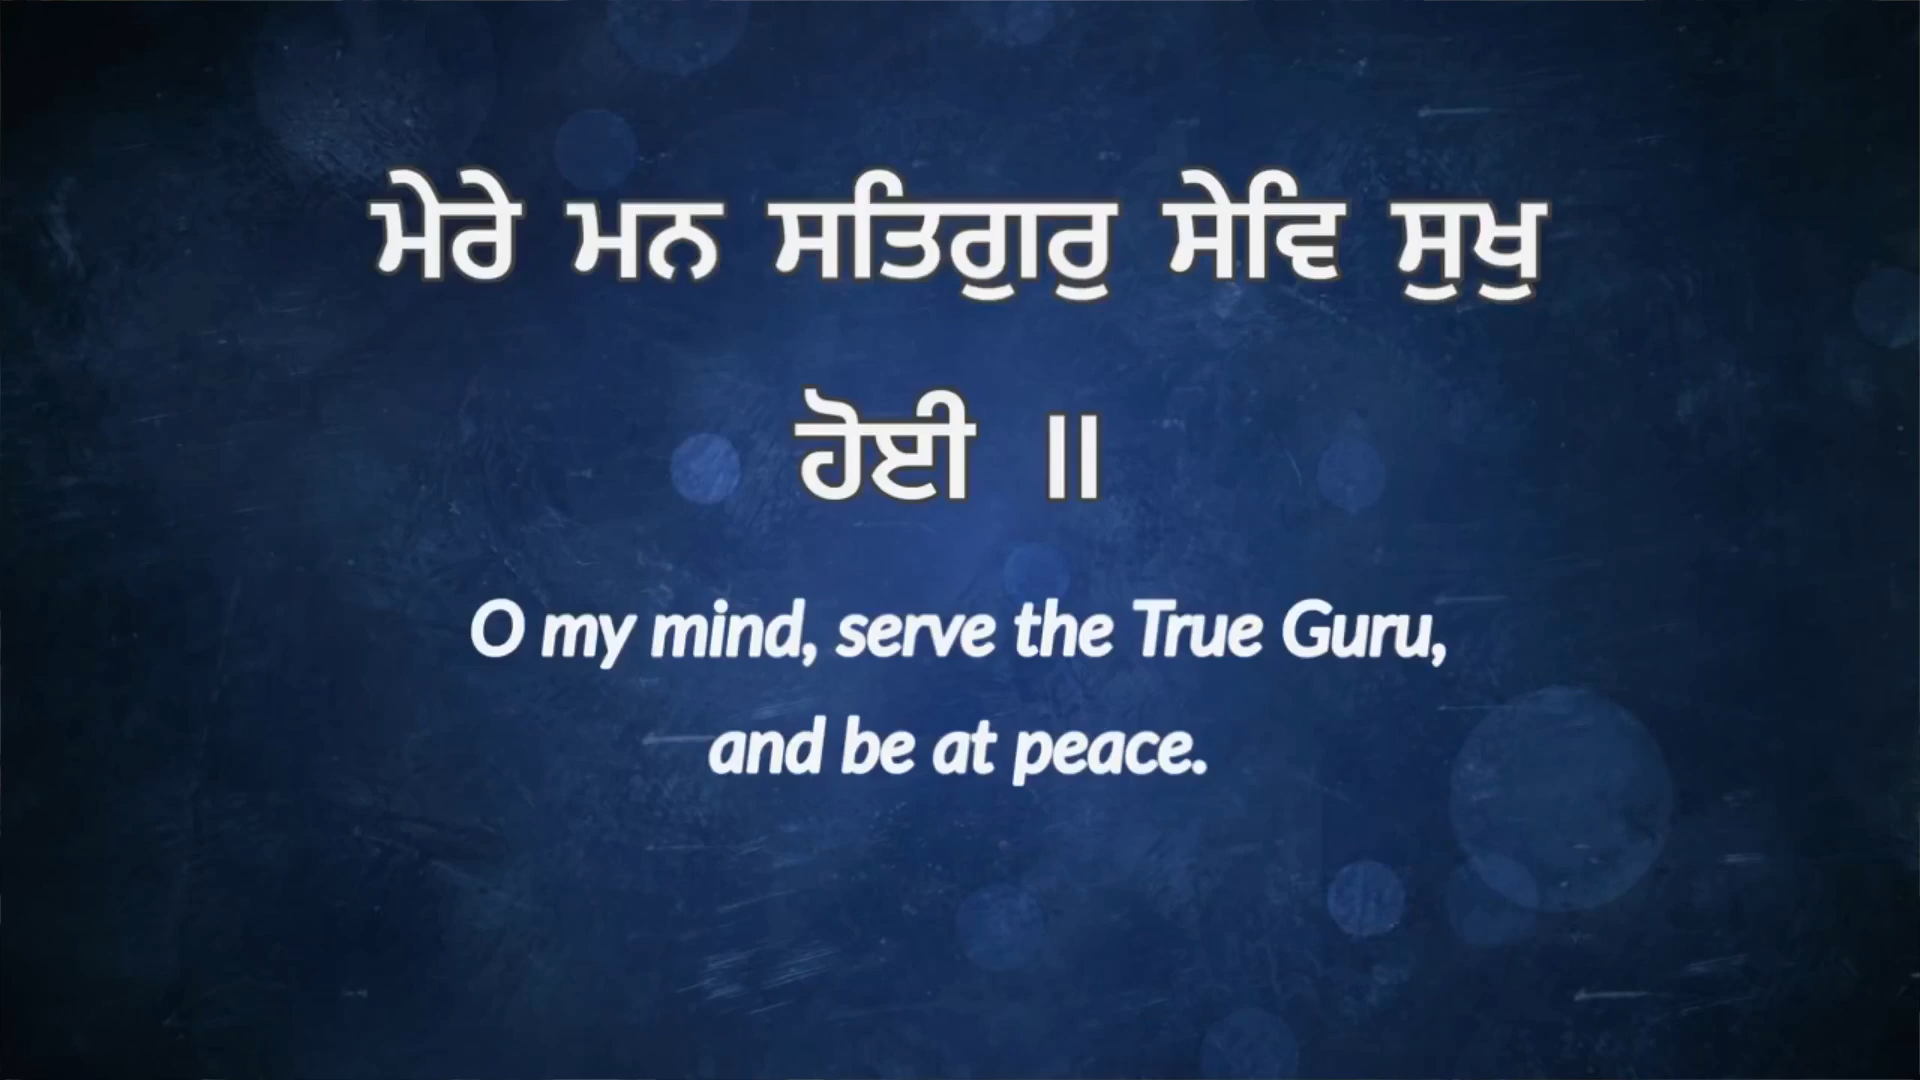 ਮੇਰੇ ਮਨ ਸਤਿਗੁਰੁ ਸੇਵਿ ਸੁਖੁ
ਹੋਈ ॥
O my mind, serve the True Guru,
and be at peace.